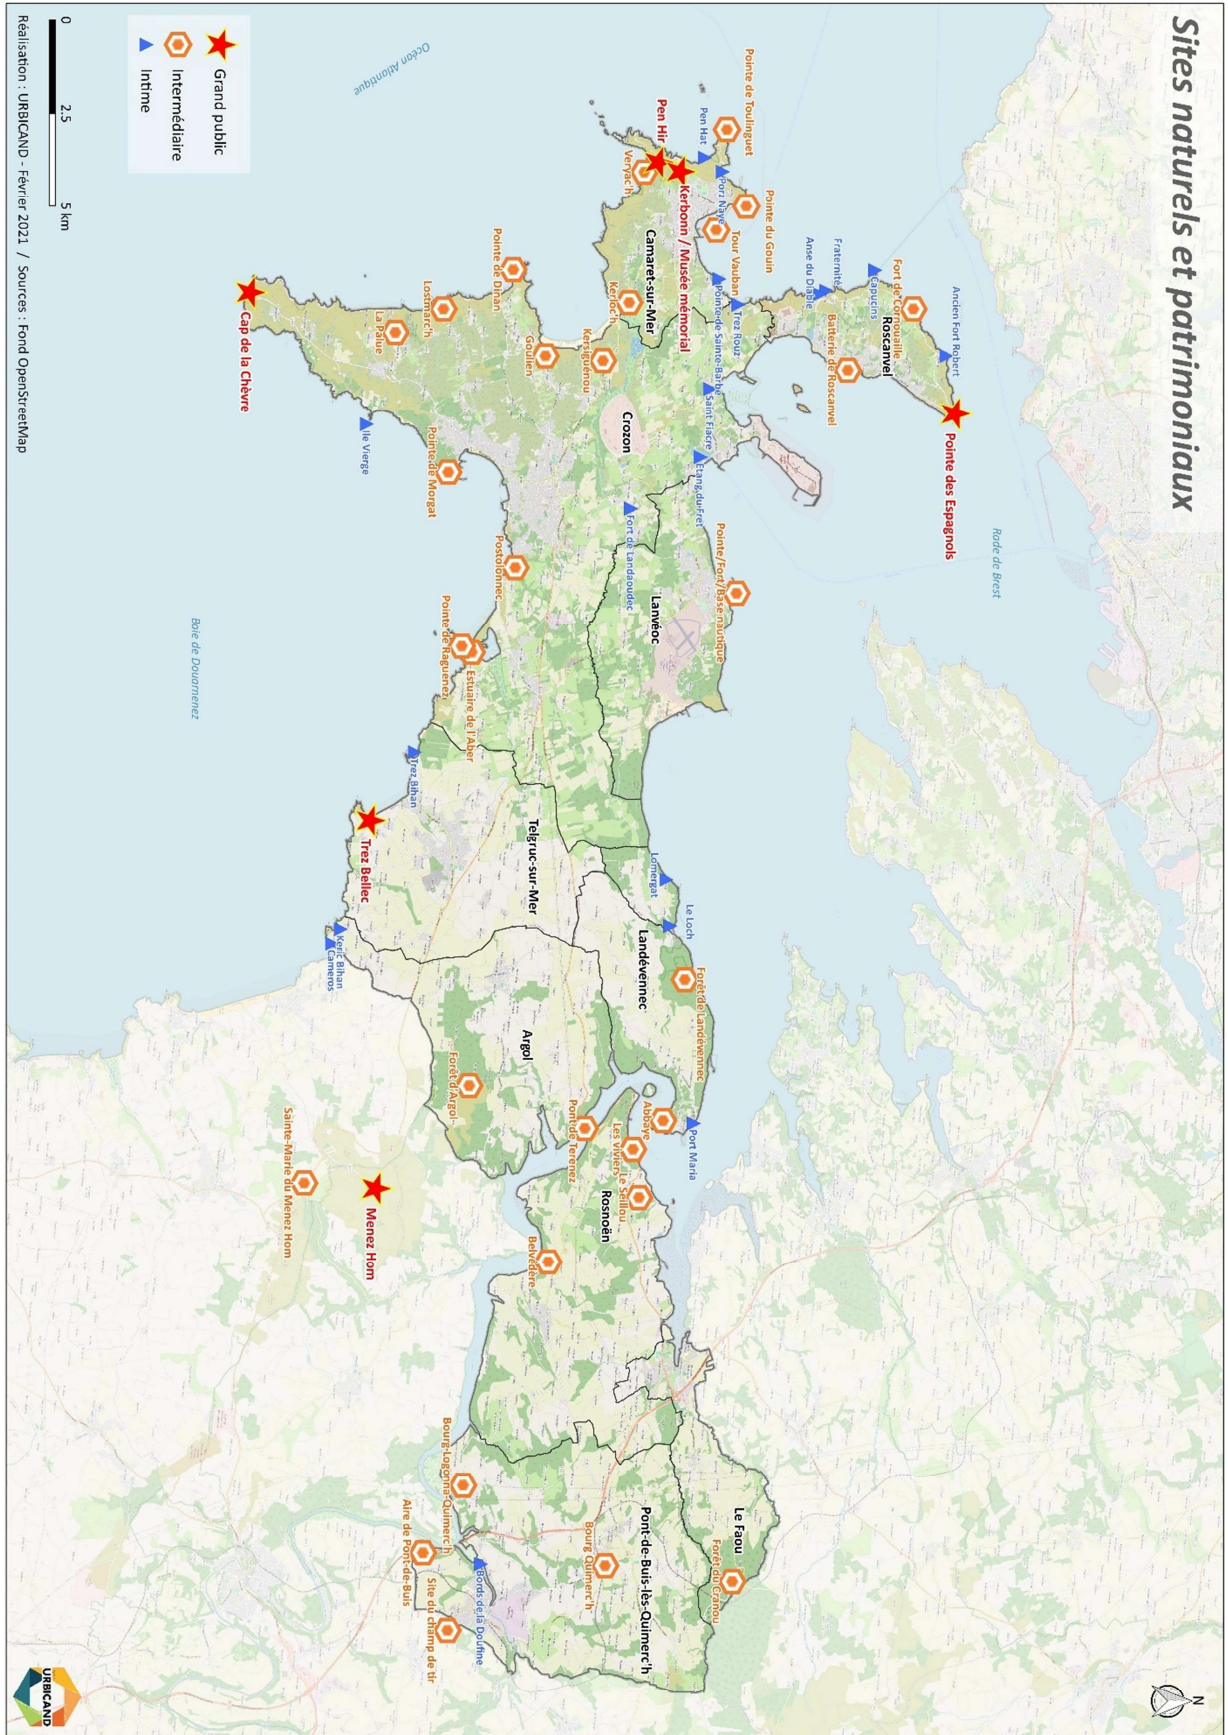 Sites naturels et patrimoniaux
N
Rade de Brest
Océan Atlantique
Baie de Douarnenez
Pointe des Espagnols
Ancien Fort Robert
Fort de Cornouaille
Roscanvel
Capucins
Batterie de Roscanvel
Fraternité
Anse du Diable
Pointe de Toulinguet
Pointe du Gouin
Tour Vauban
Trez Rouz
Pointe de Sainte-Barbe
Pen Hat
Port Naye
Kerbonn / Musée mémorial
Pen Hir
Veryac'h
Camaret-sur-Mer
Kerloc'h
Kersiguénou
Saint Fiacre
Etang du Fret
Pointe/Fort/Base nautique
Lanvéoc
Fort de Landaoudec
Crozon
Goulien
Pointe de Dinan
Lostmarc'h
La Palue
Cap de la Chèvre
Ile Vierge
Pointe de Morgat
Postolonnec
Estuaire de l'Aber
Pointe de Raguenez
Trez Bihan
Telgruc-sur-Mer
Trez Bellec
Keric Bihan
Cameros
Lomergat
Le Loch
Landévennec
Forêt de Landévennec
Port Maria
Abbaye
Les viviers
Le Seillou
Rosnoën
Pont de Terenez
Argol
Forêt d'Argol
Belvédère
Menez Hom
Sainte-Marie du Menez Hom
Le Faou
Forêt du Cranou
Pont-de-Buis-lès-Quimerc'h
Bourg Quimerc'h
Bourg Logonna-Quimerc'h
Bords de la Doufine
Aire de Pont-de-Buis
Site du champ de tir
Grand public
Intermédiaire
Intime
0 2.5 5 km
Réalisation : URBICAND - Février 2021 / Sources : Fond OpenStreetMap
URBICAND